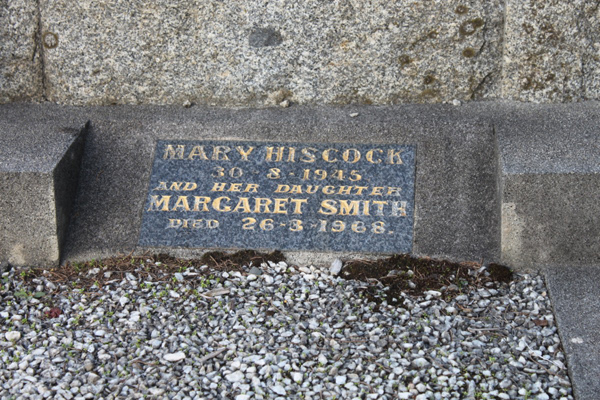 MARY HISCOCK
30-8-1945
AND HER DAUGHTER
MARGARET SMITH
DIED 26-3-1968.